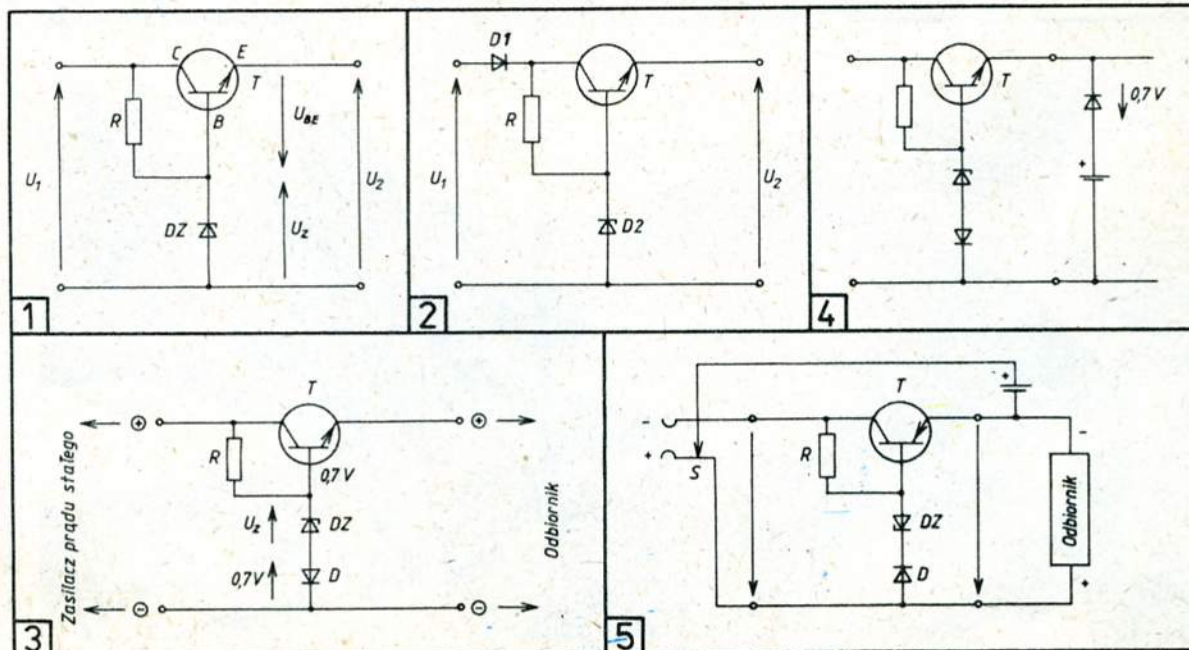 C E
T
R
B
U_BE
U_1
U_2
DZ
U_Z
1
D1
T
R
U_1
U_2
D2
2
0,7 V
+
4
Zasilacz prądu stałego
+
T
+
R
0,7 V
U_Z
DZ
0,7 V
D
-
-
Odbiornik
3
T
+
-
+
S
R
DZ
D
-
Odbiornik
+
5